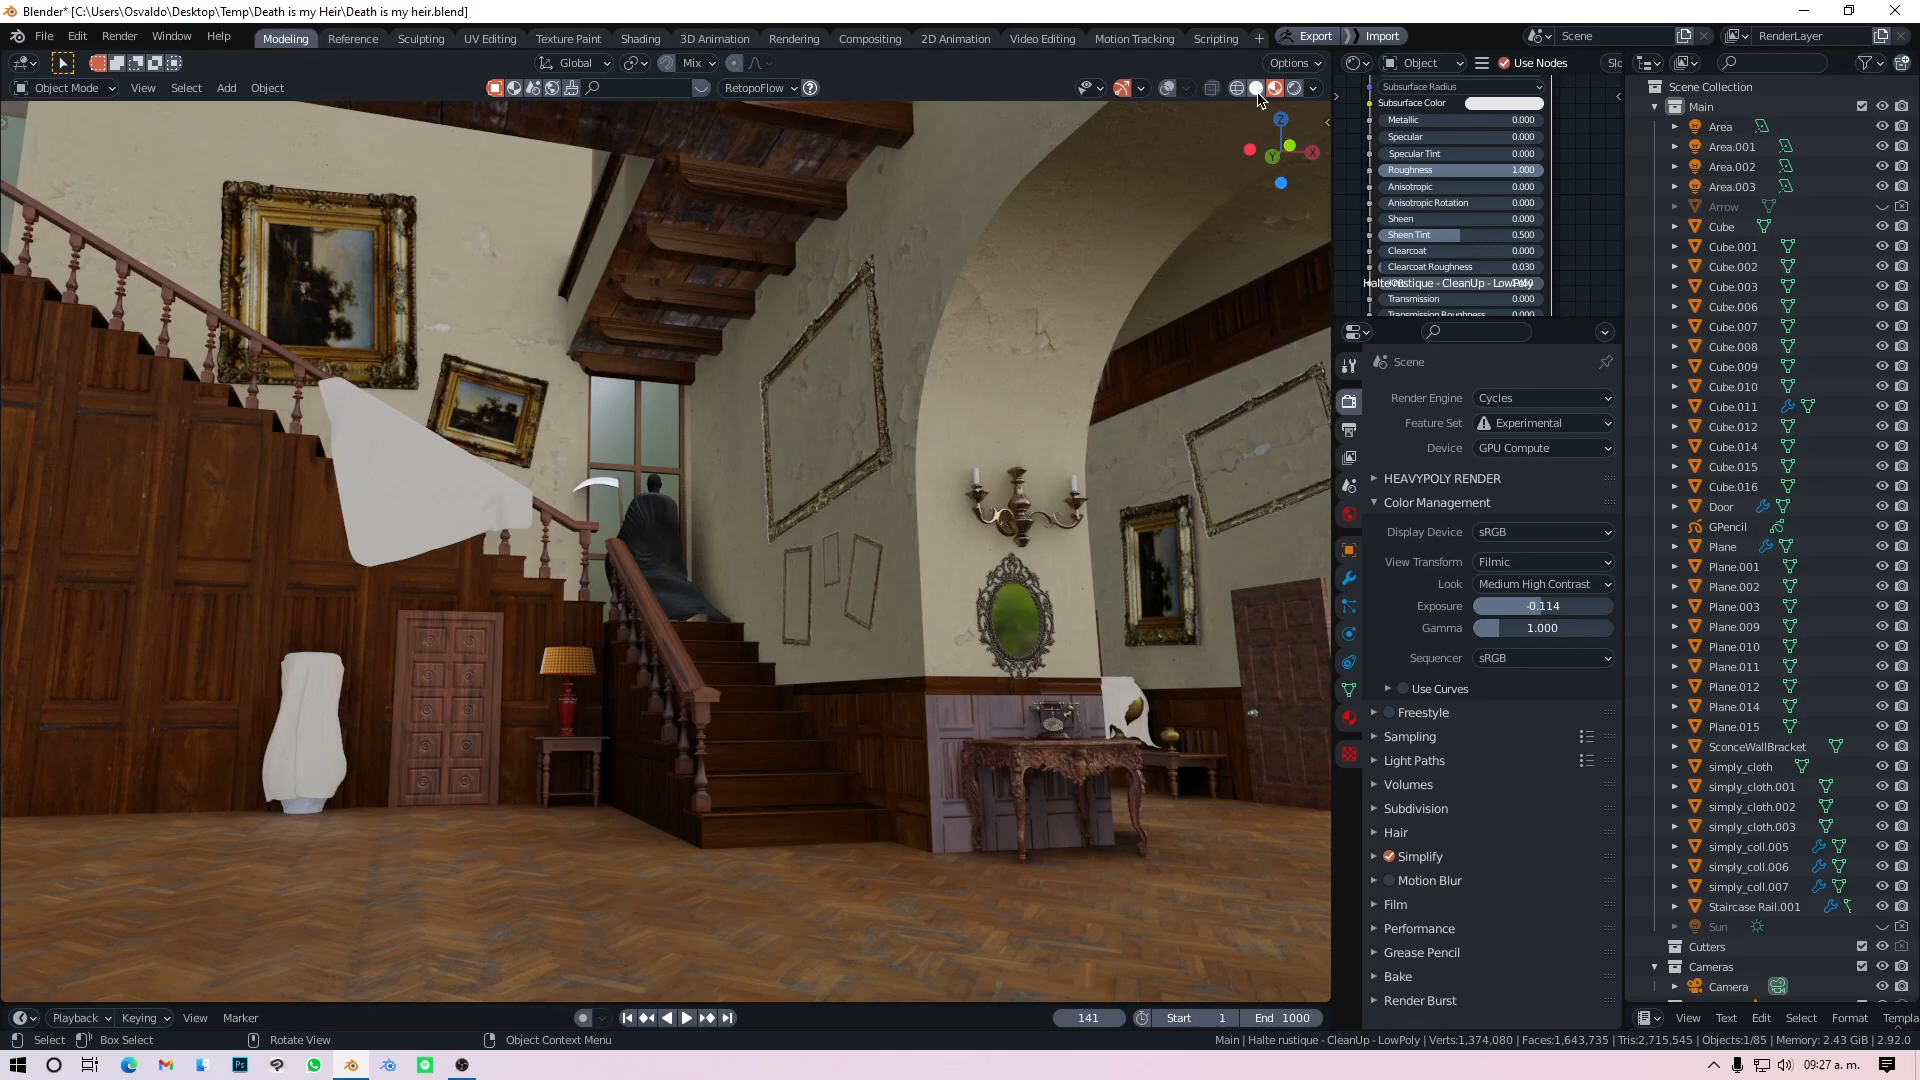 Blender* [C:\Users\Osvaldo\Desktop\Temp\Death is my Heir\Death is my heir.blend]
File Edit Render Window Help
Modeling Reference Sculpting UV Editing Texture Paint Shading 3D Animation Rendering Compositing 2D Animation Video Editing Motion Tracking Scripting
Export Import
Scene
RenderLayer
Global
Mix
Options
Object
Use Nodes
Object Mode View Select Add Object
RetopoFlow
Z
Y
X
Subsurface Radius
Subsurface Color
Metallic 0.000
Specular 0.000
Specular Tint 0.000
Roughness 1.000
Anisotropic 0.000
Anisotropic Rotation 0.000
Sheen 0.000
Sheen Tint 0.500
Clearcoat 0.000
Clearcoat Roughness 0.030
Halte rustique - CleanUp - LowPoly
Transmission 0.000
Transmission Roughness 0.000
Scene
Render Engine Cycles
Feature Set Experimental
Device GPU Compute
HEAVYPOLY RENDER
Color Management
Display Device sRGB
View Transform Filmic
Look Medium High Contrast
Exposure -0.114
Gamma 1.000
Sequencer sRGB
Use Curves
Freestyle
Sampling
Light Paths
Volumes
Subdivision
Hair
Simplify
Motion Blur
Film
Performance
Grease Pencil
Bake
Render Burst
Scene Collection
Main
Area
Area.001
Area.002
Area.003
Arrow
Cube
Cube.001
Cube.002
Cube.003
Cube.006
Cube.007
Cube.008
Cube.009
Cube.010
Cube.011
Cube.012
Cube.014
Cube.015
Cube.016
Door
GPencil
Plane
Plane.001
Plane.002
Plane.003
Plane.009
Plane.010
Plane.011
Plane.012
Plane.014
Plane.015
SconceWallBracket
simply_cloth
simply_cloth.001
simply_cloth.002
simply_cloth.003
simply_coll.005
simply_coll.006
simply_coll.007
Staircase Rail.001
Sun
Cutters
Cameras
Camera
Playback Keying View Marker
141
Start 1
End 1000
View Text Edit Select Format Templa
Select Box Select Rotate View Object Context Menu
Main | Halte rustique - CleanUp - LowPoly | Verts:1,374,080 | Faces:1,643,735 | Tris:2,715,545 | Objects:1/85 | Memory: 2.43 GiB | 2.92.0
09:27 a. m.